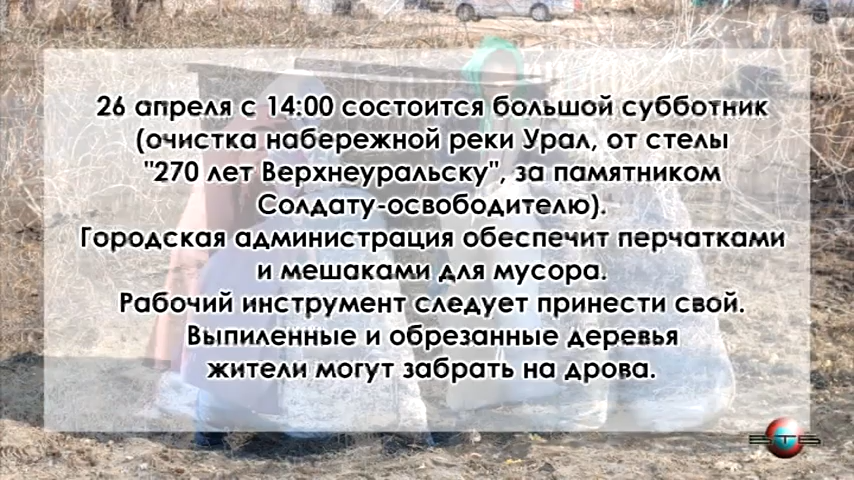 26 апреля с 14:00 состоится большой субботник
(очистка набережной реки Урал, от стелы
"270 лет Верхнеуральску", за памятником
Солдату-освободителю).
Городская администрация обеспечит перчатками
и мешаками для мусора.
Рабочий инструмент следует принести свой.
Выпиленные и обрезанные деревья
жители могут забрать на дрова.
ВТВ